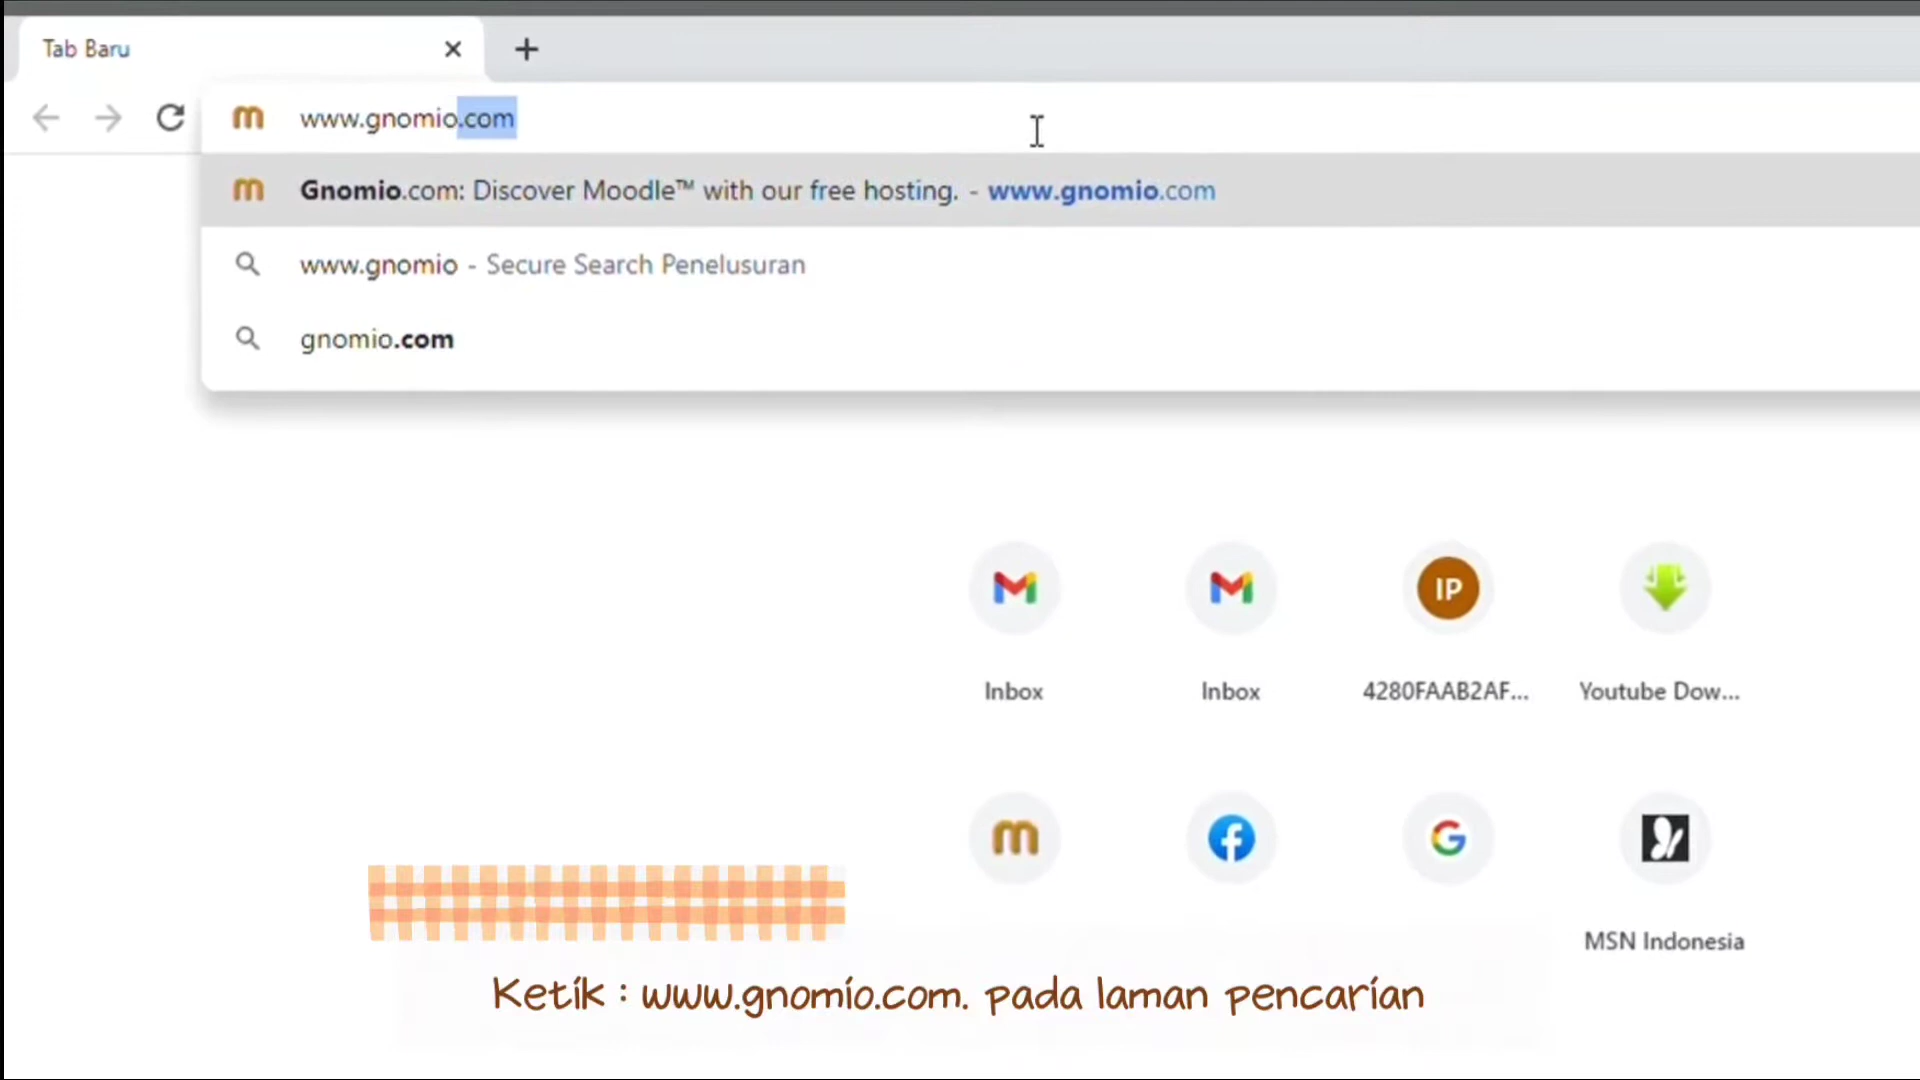 Tab Baru
www.gnomio.com
Gnomio.com: Discover Moodle™ with our free hosting. - www.gnomio.com
www.gnomio - Secure Search Penelusuran
gnomio.com
IP
Inbox
Inbox
4280FAAB2AF...
Youtube Dow...
MSN Indonesia
Ketik : www.gnomio.com. pada laman pencarian